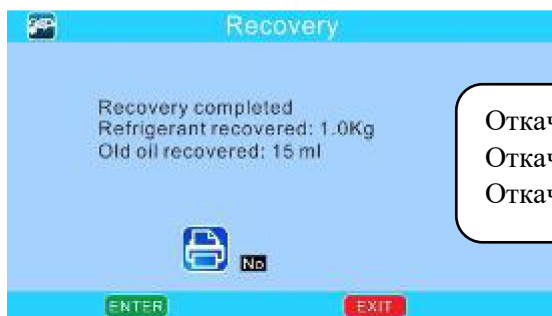 Recovery
Recovery completed
Refrigerant recovered: 1.0Kg
Old oil recovered: 15 ml
Откач
Откач
Откач
No
ENTER
EXIT